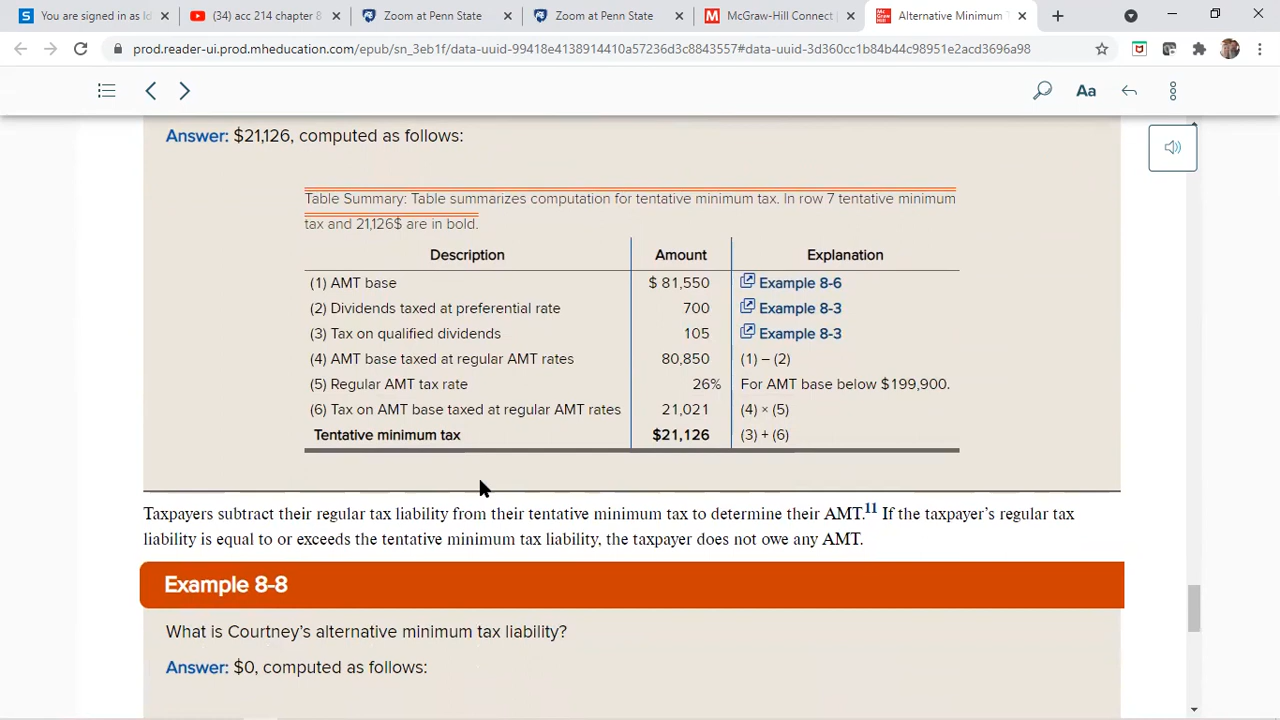 You are signed in as Id
(34) acc 214 chapter 8
Zoom at Penn State
Zoom at Penn State
McGraw-Hill Connect
Alternative Minimum T
prod.reader-ui.prod.mheducation.com/epub/sn_3eb1f/data-uuid-99418e4138914410a57236d3c8843557#data-uuid-3d360cc1b84b44c98951e2acd3696a98
Aa
Answer: $21,126, computed as follows:
Table Summary: Table summarizes computation for tentative minimum tax. In row 7 tentative minimum
tax and 21,126$ are in bold.
Description Amount Explanation
(1) AMT base $ 81,550 Example 8-6
(2) Dividends taxed at preferential rate 700 Example 8-3
(3) Tax on qualified dividends 105 Example 8-3
(4) AMT base taxed at regular AMT rates 80,850 (1) – (2)
(5) Regular AMT tax rate 26% For AMT base below $199,900.
(6) Tax on AMT base taxed at regular AMT rates 21,021 (4) × (5)
Tentative minimum tax $21,126 (3) + (6)
Taxpayers subtract their regular tax liability from their tentative minimum tax to determine their AMT.11 If the taxpayer's regular tax
liability is equal to or exceeds the tentative minimum tax liability, the taxpayer does not owe any AMT.
Example 8-8
What is Courtney's alternative minimum tax liability?
Answer: $0, computed as follows: